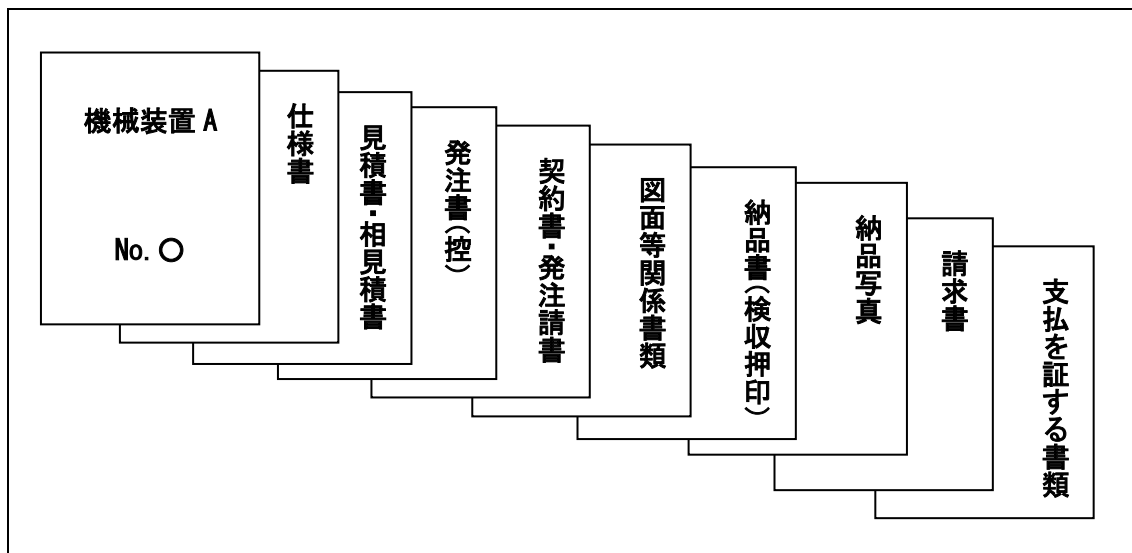 機械装置A
No. ○
仕様書
見積書・相見積書
発注書(控)
契約書・発注請書
図面等関係書類
納品書(検収押印)
納品写真
請求書
支払を証する書類